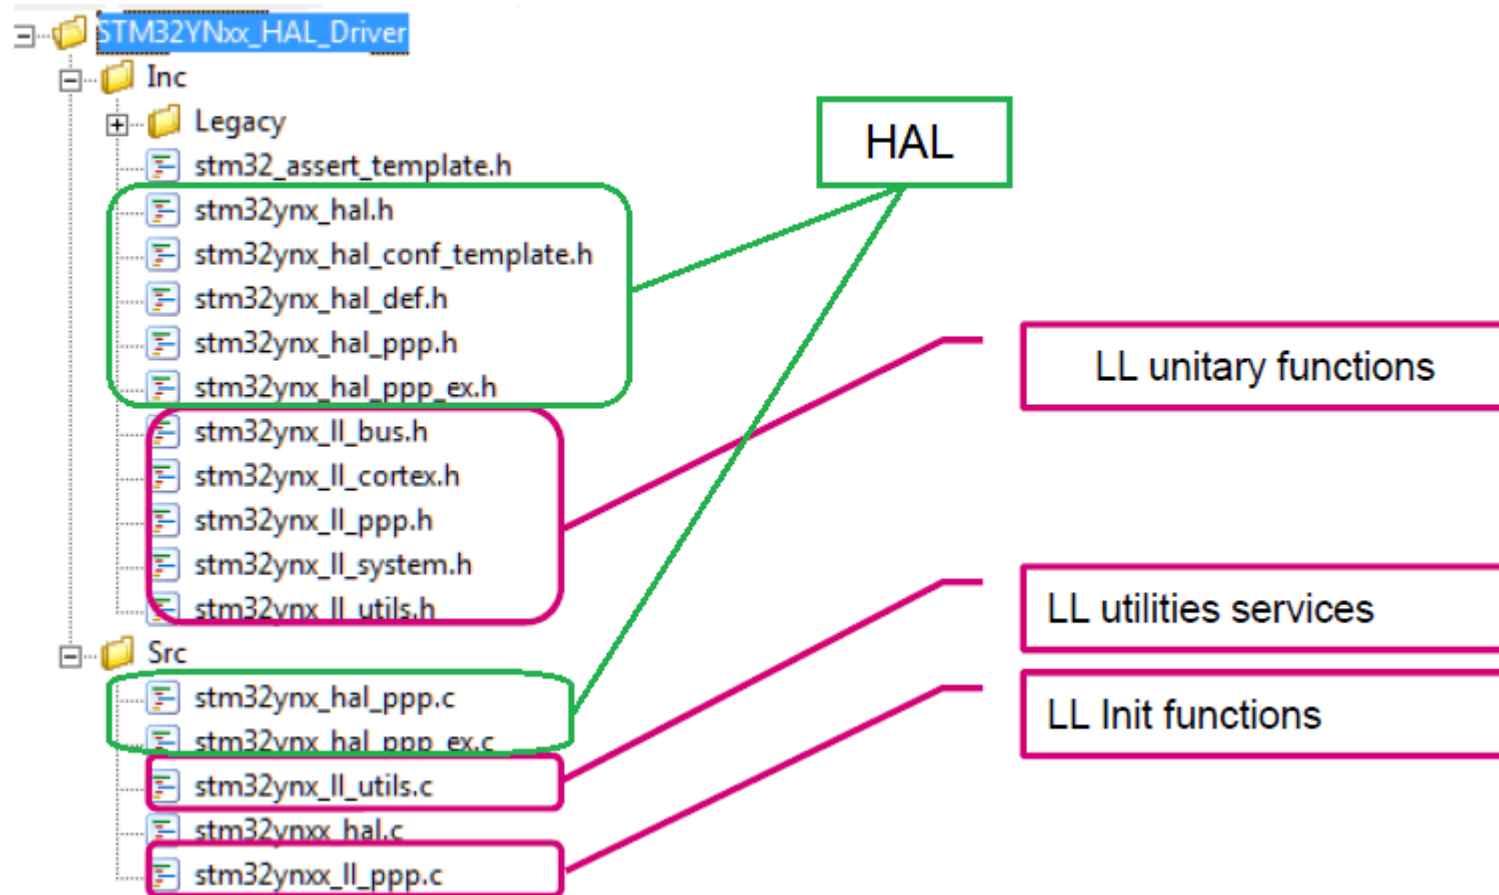 STM32YNxx_HAL_Driver
Inc
Legacy
stm32_assert_template.h
stm32ynx_hal.h
stm32ynx_hal_conf_template.h
stm32ynx_hal_def.h
stm32ynx_hal_ppp.h
stm32ynx_hal_ppp_ex.h
stm32ynx_ll_bus.h
stm32ynx_ll_cortex.h
stm32ynx_ll_ppp.h
stm32ynx_ll_system.h
stm32ynx_ll_utils.h
Src
stm32ynx_hal_ppp.c
stm32ynx_hal_ppp_ex.c
stm32ynx_ll_utils.c
stm32ynxx_hal.c
stm32ynxx_ll_ppp.c
HAL
LL unitary functions
LL utilities services
LL Init functions